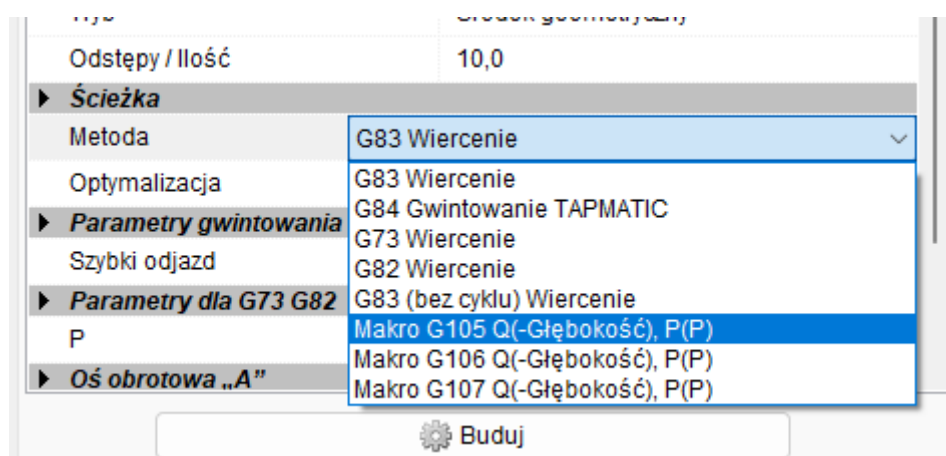 Odstępy / Ilość 10,0
Ścieżka
Metoda G83 Wiercenie
Optymalizacja G83 Wiercenie
G84 Gwintowanie TAPMATIC
Parametry gwintowania
G73 Wiercenie
Szybki odjazd G82 Wiercenie
Parametry dla G73 G82 G83 (bez cyklu) Wiercenie
P Makro G105 Q(-Głębokość), P(P)
Makro G106 Q(-Głębokość), P(P)
Oś obrotowa „A” Makro G107 Q(-Głębokość), P(P)
Buduj